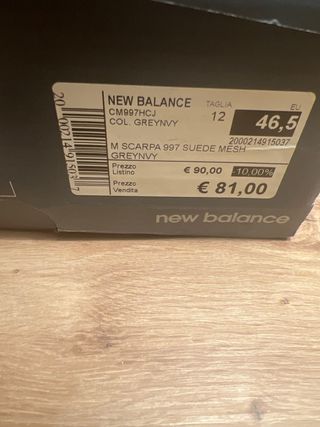 NEW BALANCE TAGLIA EU
CM997HCJ 12 46,5
COL. GREYNVY
2000214915037
M SCARPA 997 SUEDE MESH
GREYNVY
Prezzo Listino € 90,00 -10,00%
Prezzo Vendita € 81,00
2000214915037
new balance